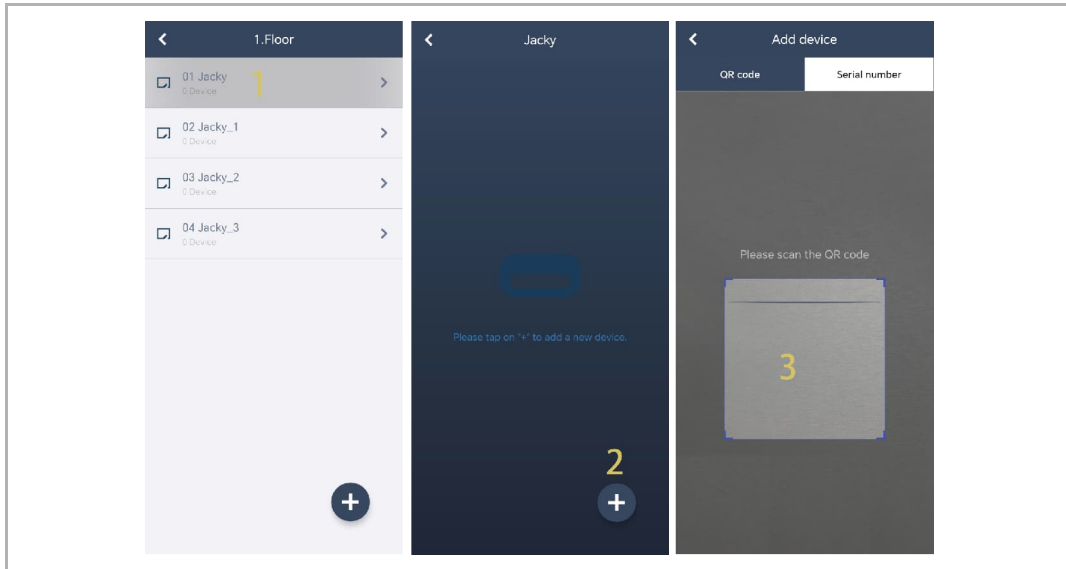 1.Floor
01 Jacky
0 Device
1
02 Jacky_1
0 Device
03 Jacky_2
0 Device
04 Jacky_3
0 Device
Jacky
Please tap on "+" to add a new device.
2
Add device
QR code Serial number
Please scan the QR code
3